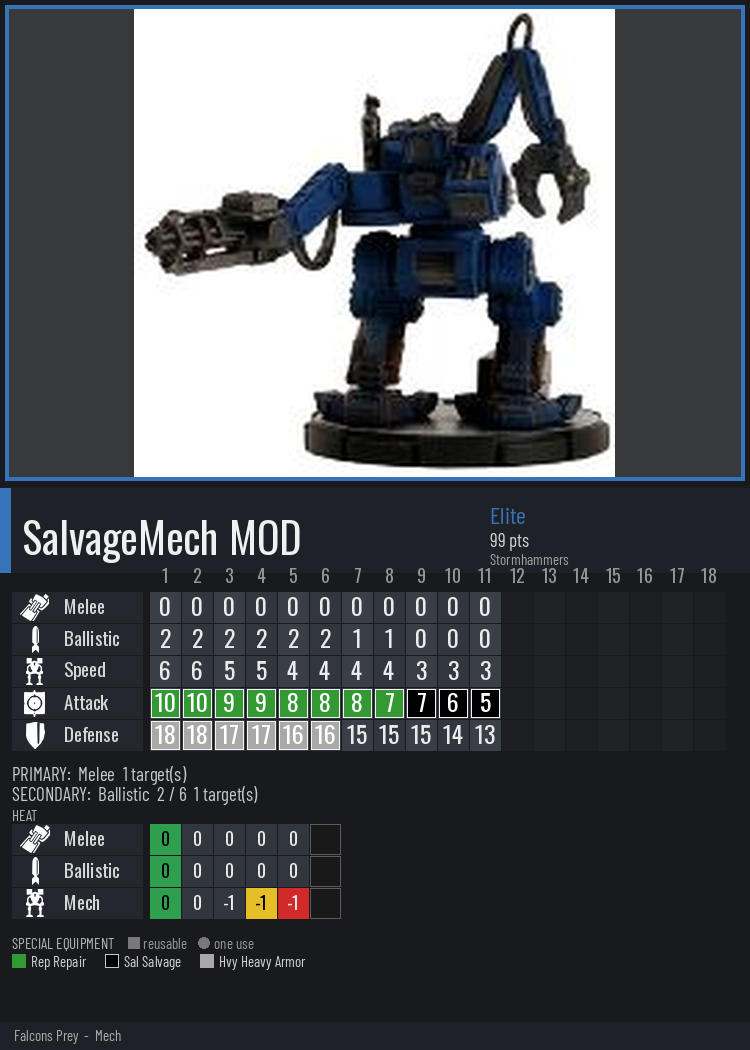 SalvageMech MOD
Elite
99 pts
Stormhammers
1 2 3 4 5 6 7 8 9 10 11 12 13 14 15 16 17 18
Melee 0 0 0 0 0 0 0 0 0 0 0
Ballistic 2 2 2 2 2 2 1 1 0 0 0
Speed 6 6 5 5 4 4 4 4 3 3 3
Attack 10 10 9 9 8 8 8 7 7 6 5
Defense 18 18 17 17 16 16 15 15 15 14 13
PRIMARY: Melee 1 target(s)
SECONDARY: Ballistic 2 / 6 1 target(s)
HEAT
Melee 0 0 0 0 0
Ballistic 0 0 0 0 0
Mech 0 0 -1 -1 -1
SPECIAL EQUIPMENT reusable one use
Rep Repair Sal Salvage Hvy Heavy Armor
Falcons Prey - Mech